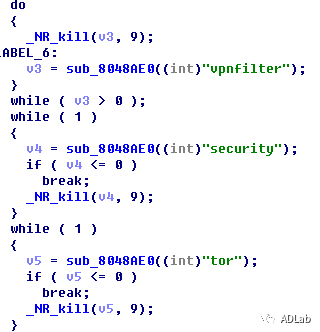 do
{
_NR_kill(v3, 9);
LABEL_6:
v3 = sub_8048AE0((int)"vpnfilter");
}
while ( v3 > 0 );
while ( 1 )
{
v4 = sub_8048AE0((int)"security");
if ( v4 <= 0 )
break;
_NR_kill(v4, 9);
}
while ( 1 )
{
v5 = sub_8048AE0((int)"tor");
if ( v5 <= 0 )
break;
_NR_kill(v5, 9);
}
ADLab